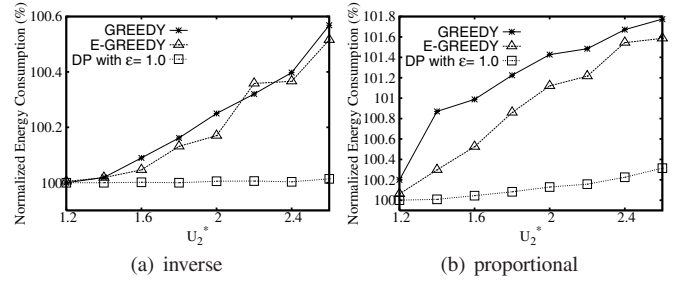 Normalized Energy Consumption (%)
100.6
100.4
100.2
100
GREEDY
E-GREEDY
DP with ε= 1.0
1.2
1.6
2
2.4
U2*
(a) inverse
Normalized Energy Consumption (%)
101.8
101.6
101.4
101.2
101
100.8
100.6
100.4
100.2
100
GREEDY
E-GREEDY
DP with ε= 1.0
1.2
1.6
2
2.4
U2*
(b) proportional